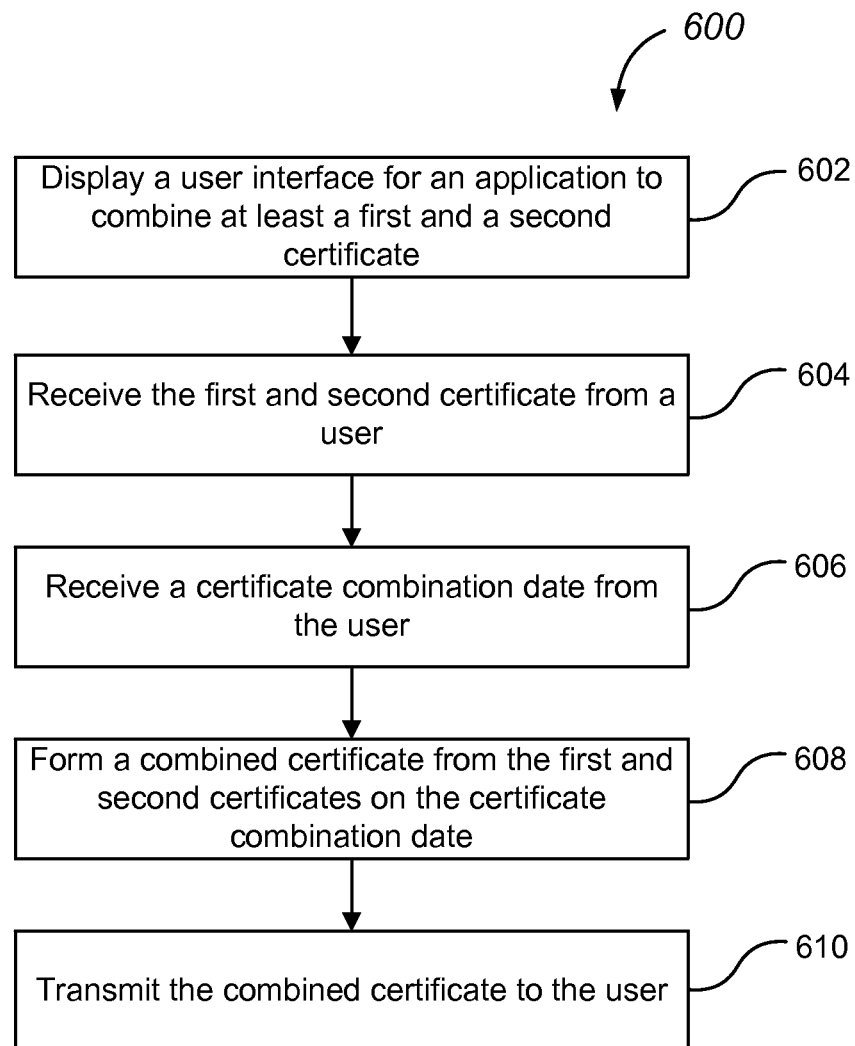 600
Display a user interface for an application to
combine at least a first and a second
certificate
602
Receive the first and second certificate from a
user
604
Receive a certificate combination date from
the user
606
Form a combined certificate from the first and
second certificates on the certificate
combination date
608
Transmit the combined certificate to the user
610